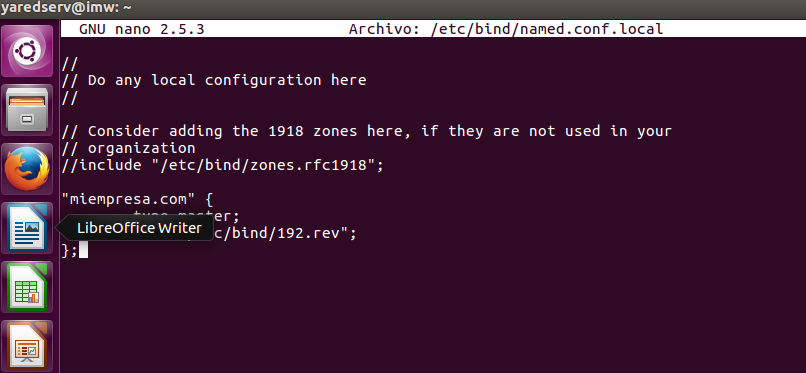 yaredserv@imw: ~
GNU nano 2.5.3 Archivo: /etc/bind/named.conf.local
//
// Do any local configuration here
//
// Consider adding the 1918 zones here, if they are not used in your
// organization
//include "/etc/bind/zones.rfc1918";
"miempresa.com" {
type master;
LibreOffice Writer
/bind/192.rev";
};